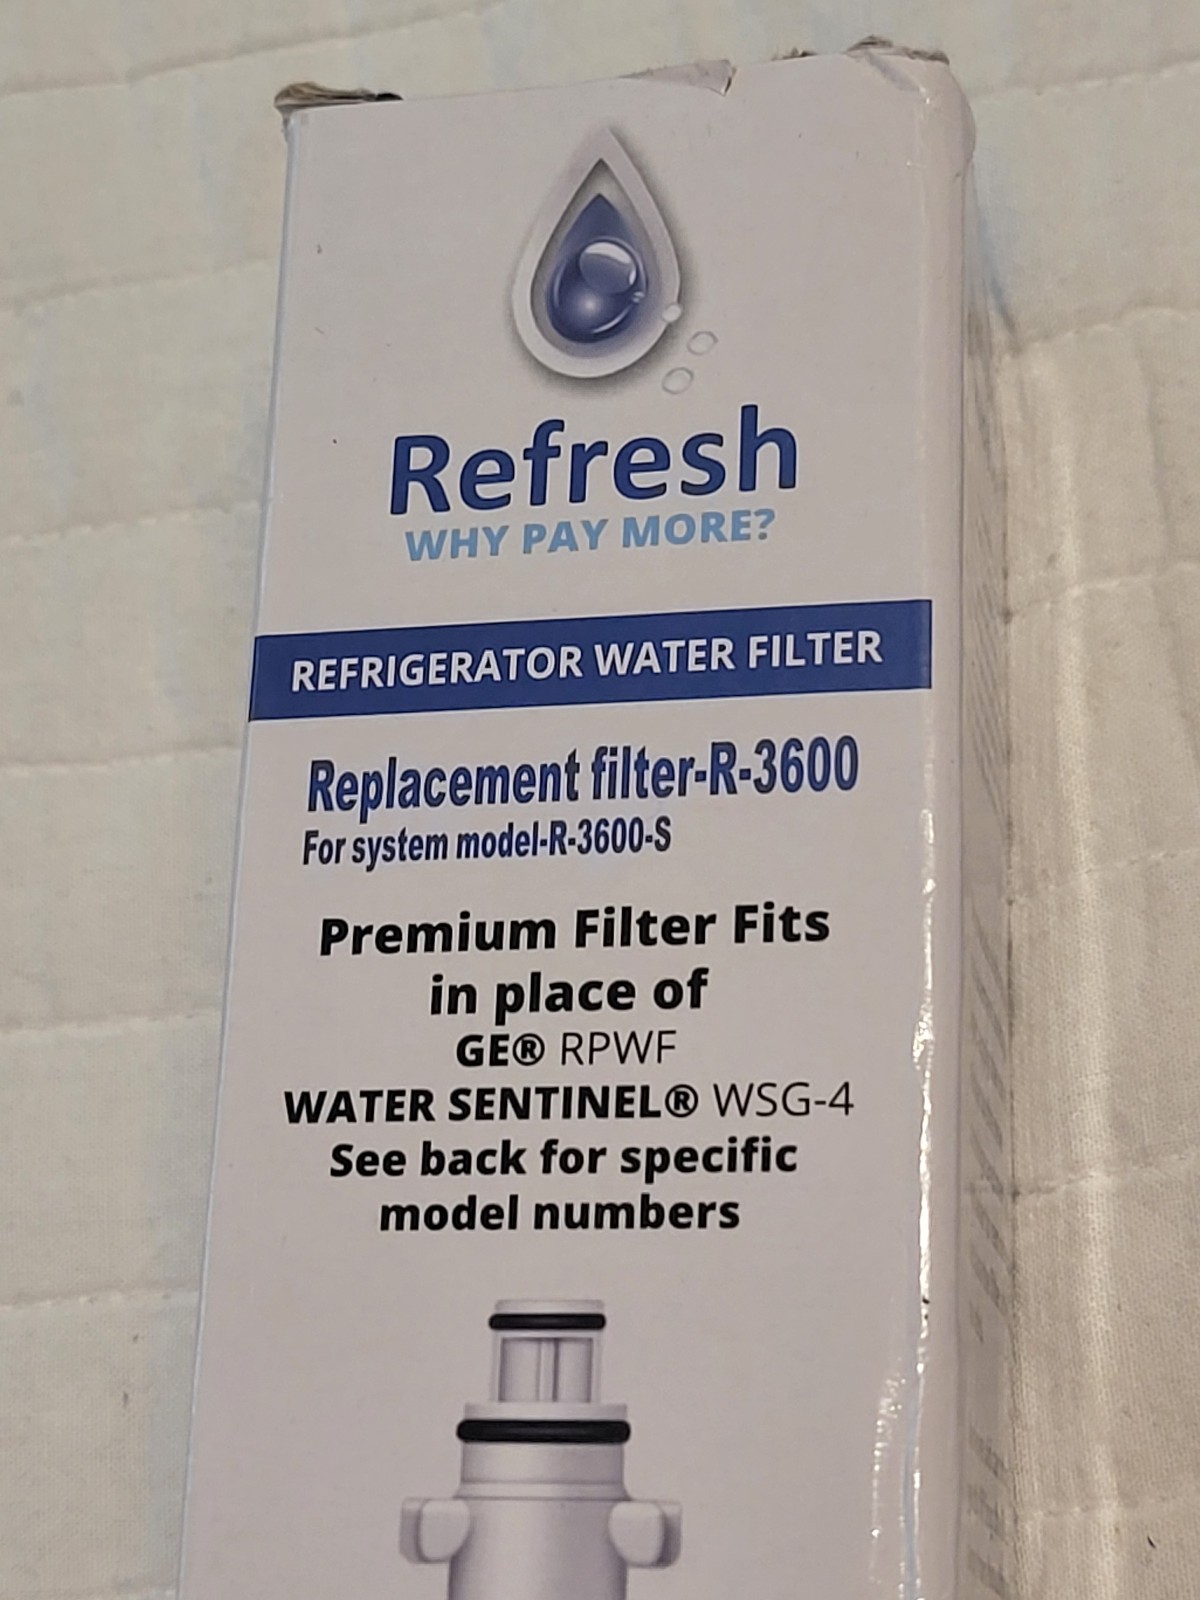 Refresh
WHY PAY MORE?
REFRIGERATOR WATER FILTER
Replacement filter-R-3600
For system model-R-3600-S
Premium Filter Fits
in place of
GE® RPWF
WATER SENTINEL® WSG-4
See back for specific
model numbers